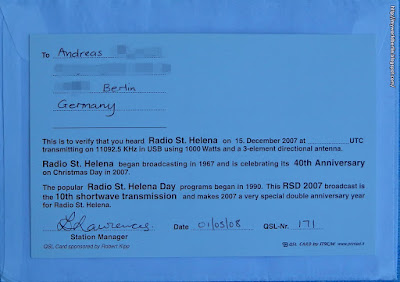 To Andreas
Berlin
Germany
This is to verify that you heard Radio St. Helena on 15. December 2007 at ________ UTC
transmitting on 11092.5 KHz in USB using 1000 Watts and a 3-element directional antenna.
Radio St. Helena began broadcasting in 1967 and is celebrating its 40th Anniversary
on Christmas Day in 2007.
The popular Radio St. Helena Day programs began in 1990. This RSD 2007 broadcast is
the 10th shortwave transmission and makes 2007 a very special double anniversary year
for Radio St. Helena.
Date 01/05/08 QSL-Nr. 171
Station Manager
QSL Card sponsored by Robert Kipp